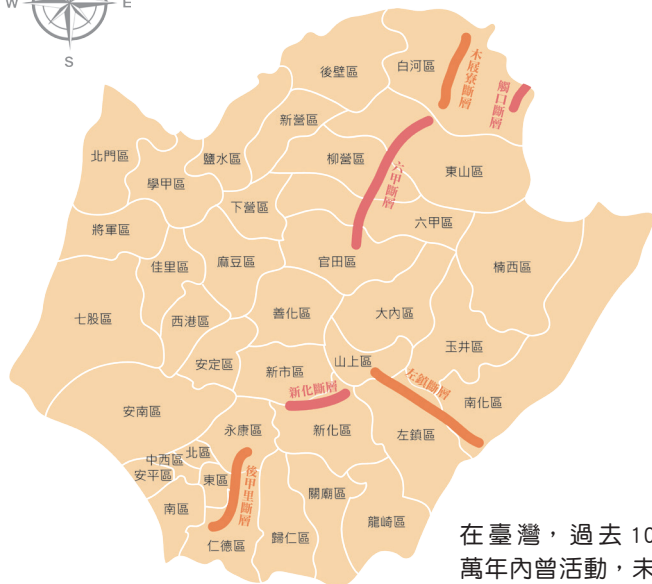 W
E
S
後壁區
白河區
木屐寮斷層
觸口斷層
新營區
北門區
鹽水區
柳營區
六甲斷層
東山區
學甲區
下營區
六甲區
將軍區
佳里區
麻豆區
官田區
楠西區
七股區
西港區
善化區
大內區
玉井區
安定區
新市區
山上區
左鎮斷層
新化斷層
南化區
安南區
永康區
新化區
左鎮區
中西區
北區
安平區
東區
後甲里斷層
關廟區
南區
龍崎區
仁德區
歸仁區
在臺灣,過去 10
萬年內曾活動,未